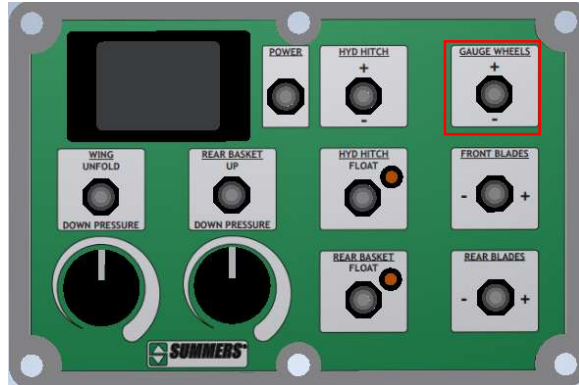 POWER
HYD HITCH
+
-
GAUGE WHEELS
+
-
WING
UNFOLD
DOWN PRESSURE
REAR BASKET
UP
DOWN PRESSURE
HYD HITCH
FLOAT
FRONT BLADES
- +
REAR BASKET
FLOAT
REAR BLADES
- +
SUMMERS®